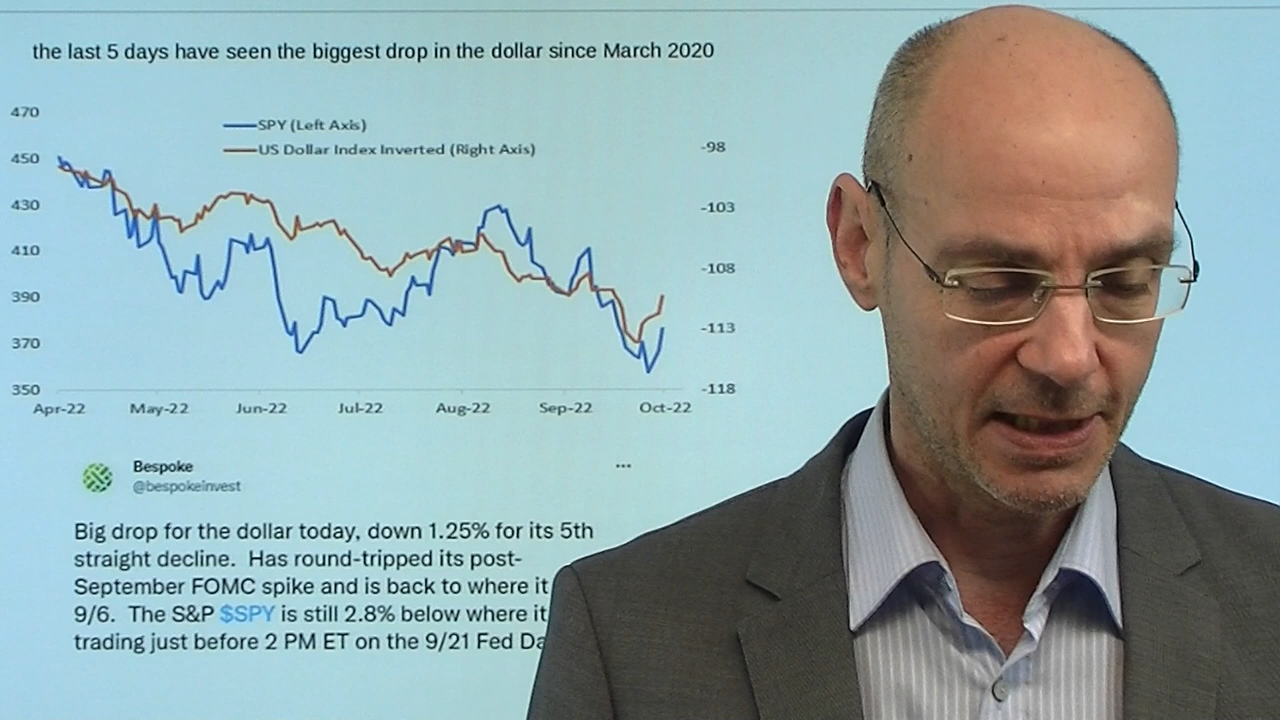 the last 5 days have seen the biggest drop in the dollar since March 2020
470
450
430
410
390
370
350
SPY (Left Axis)
US Dollar Index Inverted (Right Axis)
-98
-103
-108
-113
-118
Apr-22 May-22 Jun-22 Jul-22 Aug-22 Sep-22 Oct-22
Bespoke ...
@bespokeinvest
Big drop for the dollar today, down 1.25% for its 5th
straight decline. Has round-tripped its post-
September FOMC spike and is back to where it
9/6. The S&P $SPY is still 2.8% below where it
trading just before 2 PM ET on the 9/21 Fed